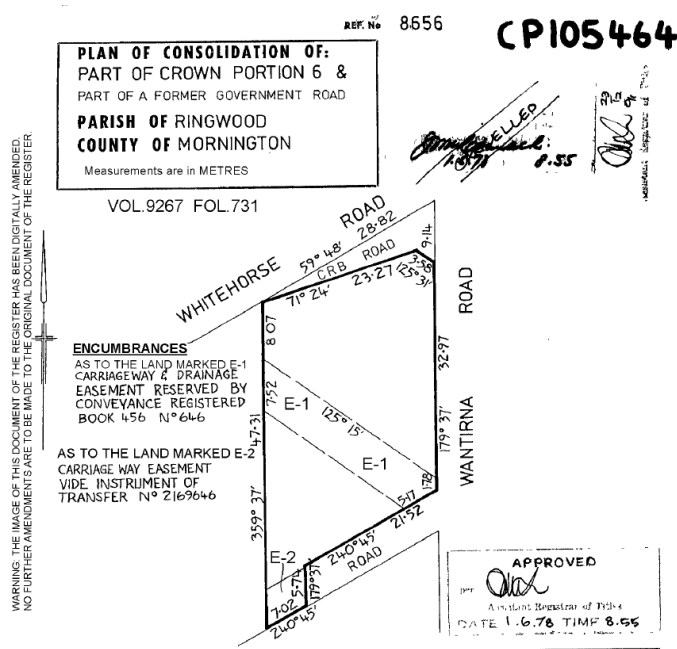 REF. No 8656
CP105464
PLAN OF CONSOLIDATION OF:
PART OF CROWN PORTION 6 &
PART OF A FORMER GOVERNMENT ROAD
PARISH OF RINGWOOD
COUNTY OF MORNINGTON
Measurements are in METRES
VOL.9267 FOL.731
1.6.78 8.55
WARNING: THE IMAGE OF THIS DOCUMENT OF THE REGISTER HAS BEEN DIGITALLY AMENDED.
NO FURTHER AMENDMENTS ARE TO BE MADE TO THE ORIGINAL DOCUMENT OF THE REGISTER.
WHITEHORSE ROAD
59° 48' 28·82
CRB ROAD
71° 24' 23·27
3·58
125° 31'
9·14
WANTIRNA ROAD
179° 37' 32·97
8·07
7·52
359° 37' 47·31
E-1
125° 15'
E-1
1·78
5·17
240° 45' 21·52
ROAD
E-2
5·74
179° 37'
7·02
240° 45'
ENCUMBRANCES
AS TO THE LAND MARKED E-1
CARRIAGEWAY & DRAINAGE
EASEMENT RESERVED BY
CONVEYANCE REGISTERED
BOOK 456 N° 646
AS TO THE LAND MARKED E-2
CARRIAGE WAY EASEMENT
VIDE INSTRUMENT OF
TRANSFER N° 2169646
APPROVED
Assistant Registrar of Titles
DATE 1.6.78 TIME 8.55